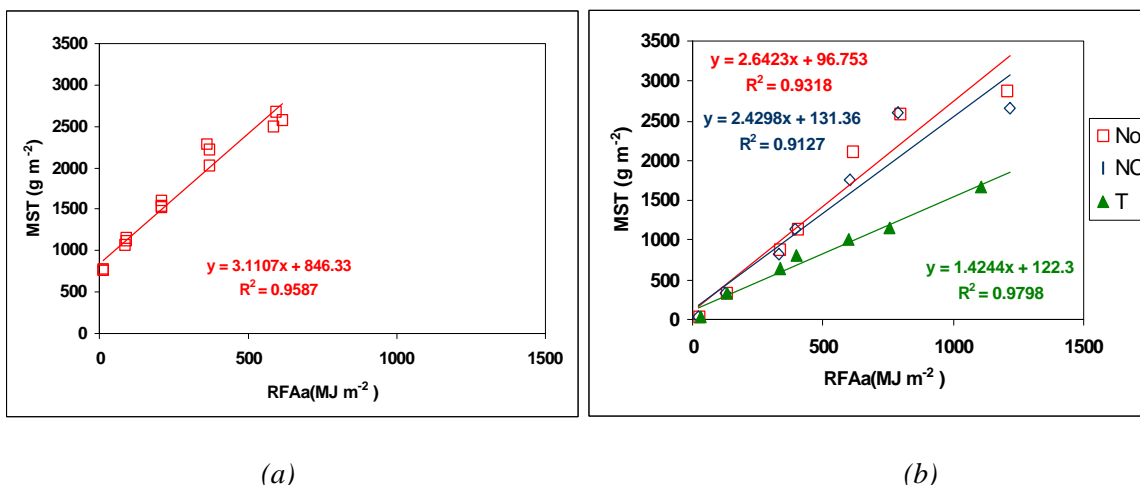 3500
3000
2500
2000
1500
1000
500
0
MST (g m-2)
y = 3.1107x + 846.33
R2 = 0.9587
0 500 1000 1500
RFAa(MJ m-2 )
(a)
3500
3000
2500
2000
1500
1000
500
0
MST (g m-2)
y = 2.6423x + 96.753
R2 = 0.9318
y = 2.4298x + 131.36
R2 = 0.9127
y = 1.4244x + 122.3
R2 = 0.9798
0 500 1000 1500
RFAa(MJ m-2 )
No
T
(b)